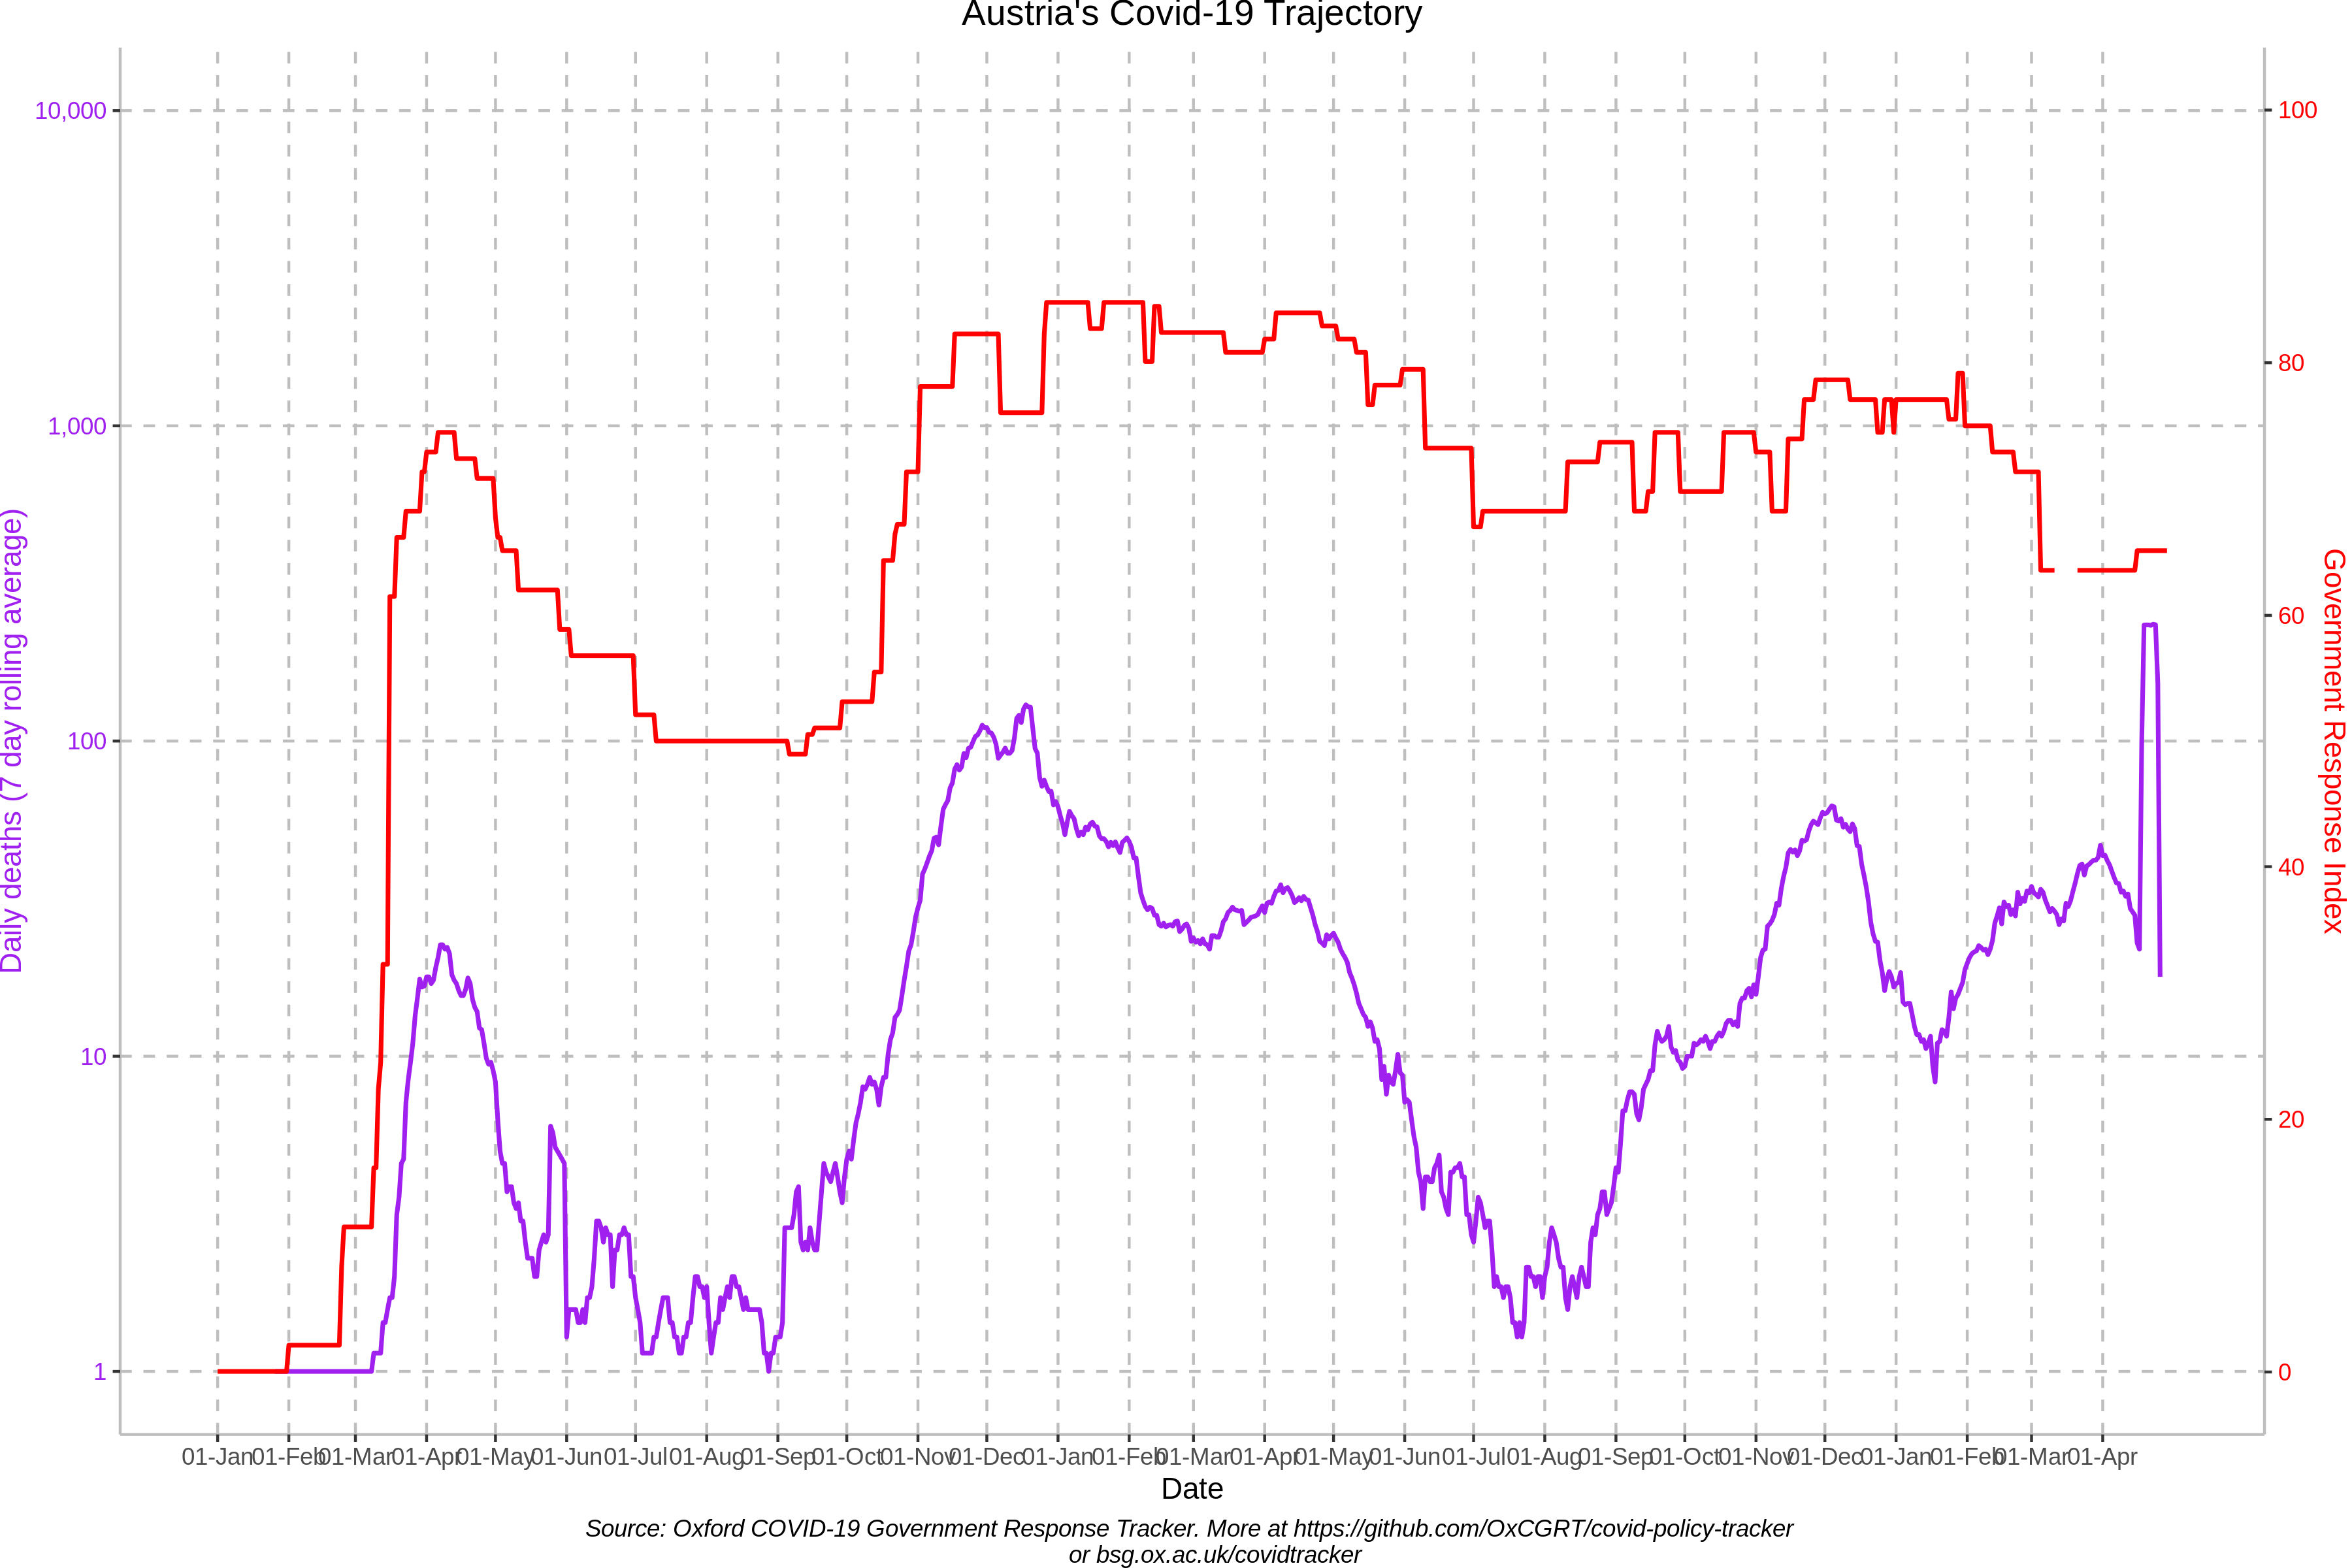 Austria's Covid-19 Trajectory
10,000
1,000
100
10
1
Daily deaths (7 day rolling average)
100
80
60
40
20
0
Government Response Index
01-Jan 01-Feb 01-Mar 01-Apr 01-May 01-Jun 01-Jul 01-Aug 01-Sep 01-Oct 01-Nov 01-Dec 01-Jan 01-Feb 01-Mar 01-Apr 01-May 01-Jun 01-Jul 01-Aug 01-Sep 01-Oct 01-Nov 01-Dec 01-Jan 01-Feb 01-Mar 01-Apr
Date
Source: Oxford COVID-19 Government Response Tracker. More at https://github.com/OxCGRT/covid-policy-tracker
or bsg.ox.ac.uk/covidtracker